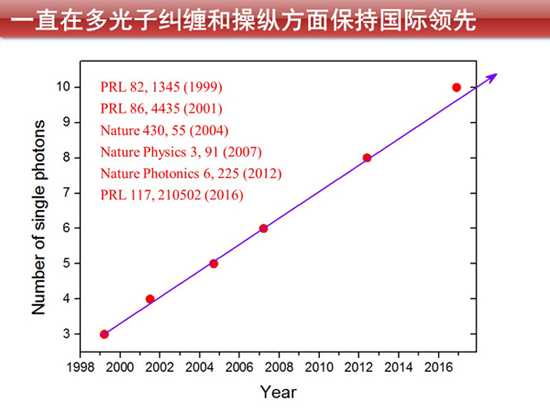 一直在多光子纠缠和操纵方面保持国际领先
PRL 82, 1345 (1999)
PRL 86, 4435 (2001)
Nature 430, 55 (2004)
Nature Physics 3, 91 (2007)
Nature Photonics 6, 225 (2012)
PRL 117, 210502 (2016)
Number of single photons
10
9
8
7
6
5
4
3
1998 2000 2002 2004 2006 2008 2010 2012 2014 2016
Year